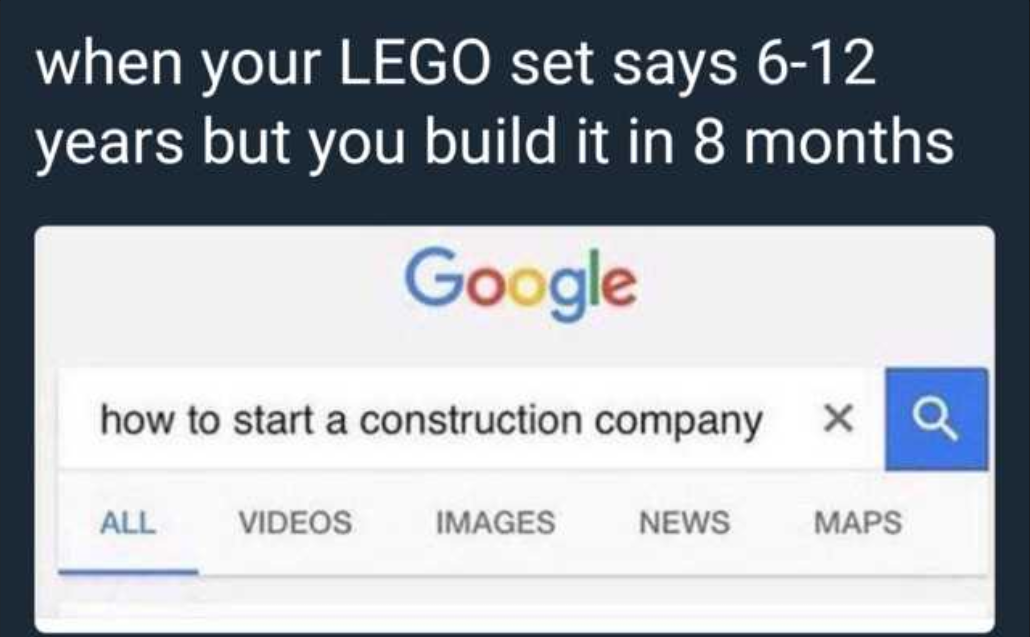 when your LEGO set says 6-12
years but you build it in 8 months
Google
how to start a construction company
ALL VIDEOS IMAGES NEWS MAPS